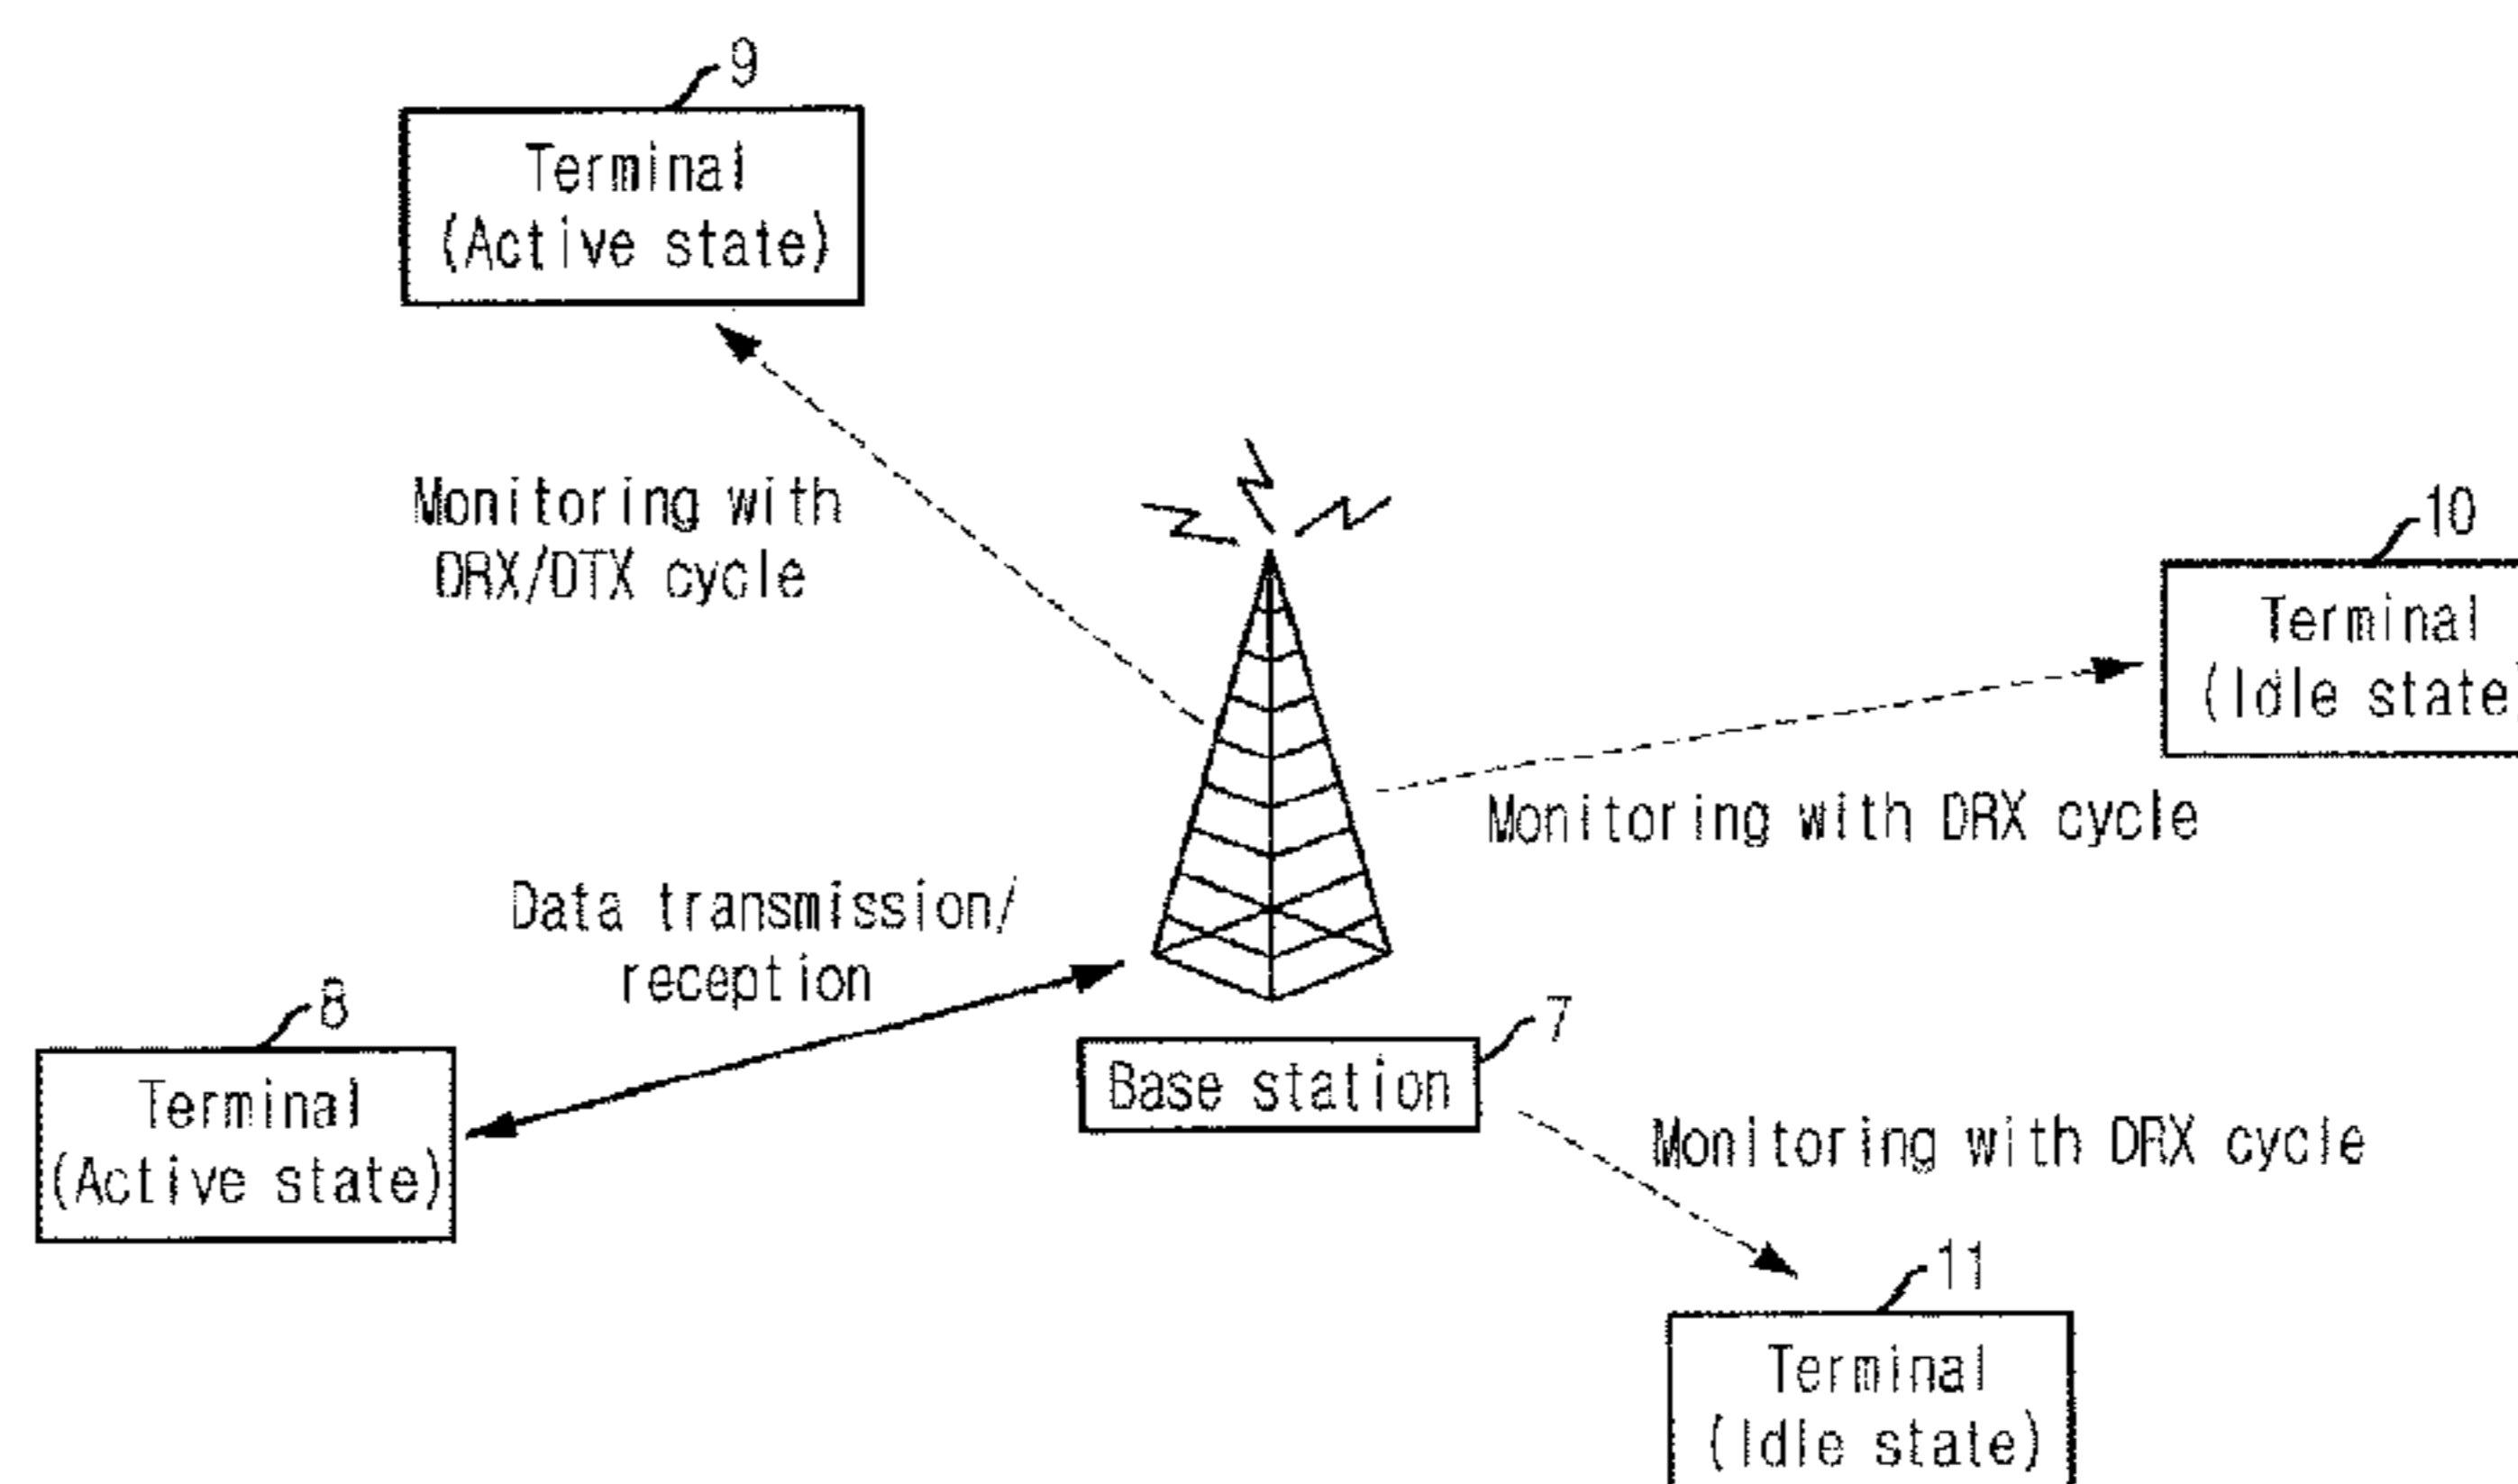 9
Terminal
(Active state)
Monitoring with
DRX/DTX cycle
10
Terminal
(Idle state)
Monitoring with DRX cycle
Data transmission/
reception
8
Terminal
(Active state)
7
Base station
Monitoring with DRX cycle
11
Terminal
(Idle state)